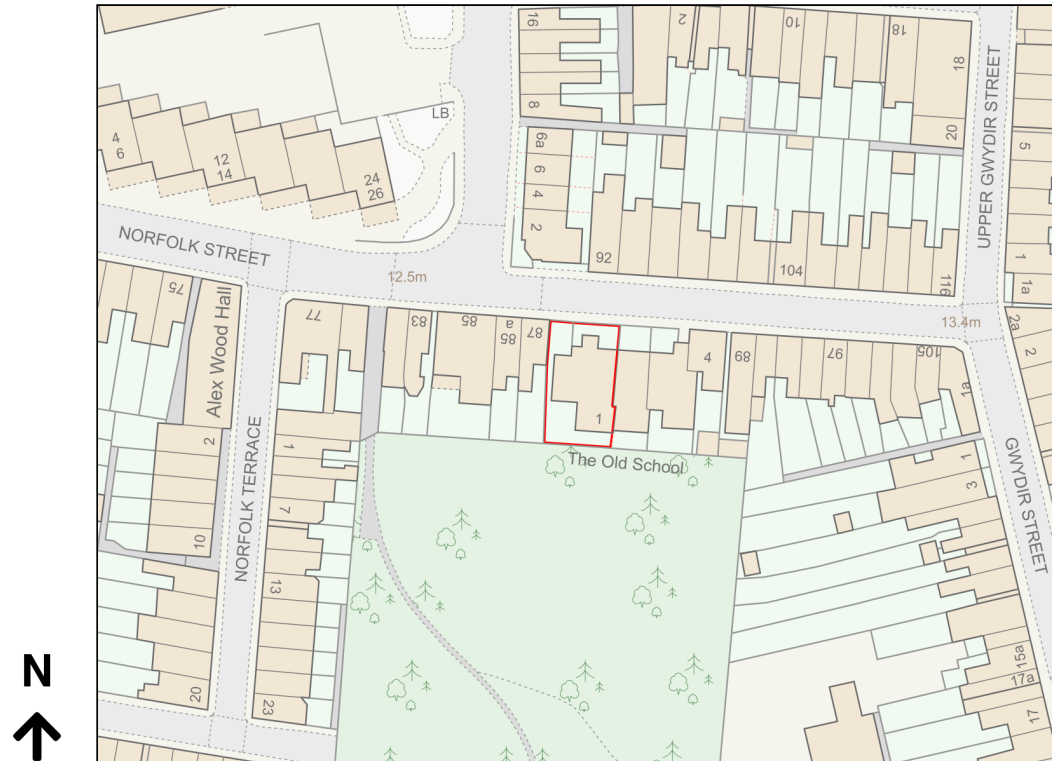 16
2
10
18
18
8
20
LB
UPPER GWYDIR STREET
4
6
12
14
24
26
6a
6
4
2
5
NORFOLK STREET
12.5m
92
104
116
1
1a
75
Alex Wood Hall
77
83
85
85
a
87
13.4m
2a
2
4
89
97
105
1a
1
The Old School
2
NORFOLK TERRACE
1
7
10
13
20
23
1
3
GWYDIR STREET
15a
17a
17
N